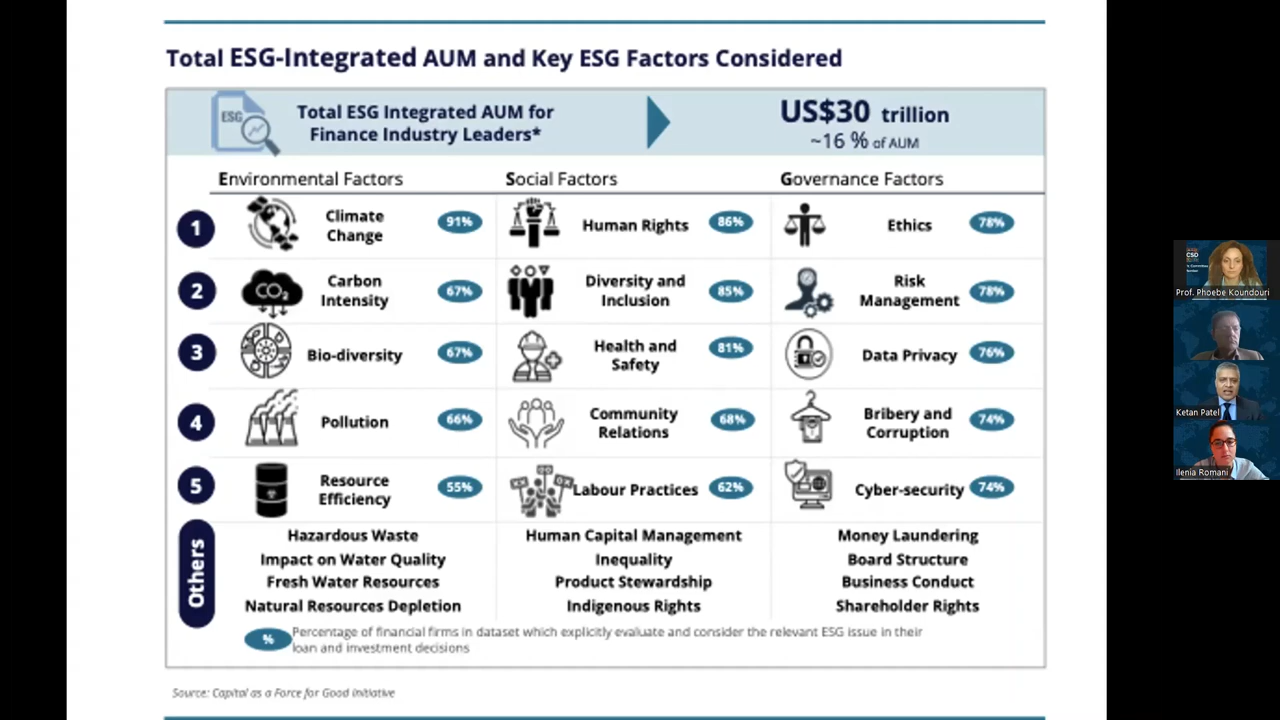 Total ESG-Integrated AUM and Key ESG Factors Considered
ESG
Total ESG Integrated AUM for
Finance Industry Leaders*
US$30 trillion
~16 % of AUM
Environmental Factors
Social Factors
Governance Factors
1
Climate
Change
91%
Human Rights
86%
Ethics
78%
2
CO₂
Carbon
Intensity
67%
Diversity and
Inclusion
85%
Risk
Management
78%
3
Bio-diversity
67%
Health and
Safety
81%
Data Privacy
76%
4
Pollution
66%
Community
Relations
68%
Bribery and
Corruption
74%
5
Resource
Efficiency
55%
Labour Practices
62%
Cyber-security
74%
Others
Hazardous Waste
Impact on Water Quality
Fresh Water Resources
Natural Resources Depletion
Human Capital Management
Inequality
Product Stewardship
Indigenous Rights
Money Laundering
Board Structure
Business Conduct
Shareholder Rights
%
Percentage of financial firms in dataset which explicitly evaluate and consider the relevant ESG issue in their
loan and investment decisions
Source: Capital as a Force for Good Initiative
CSD
Prof. Phoebe Koundouri
Ketan Patel
Ilenia Romani